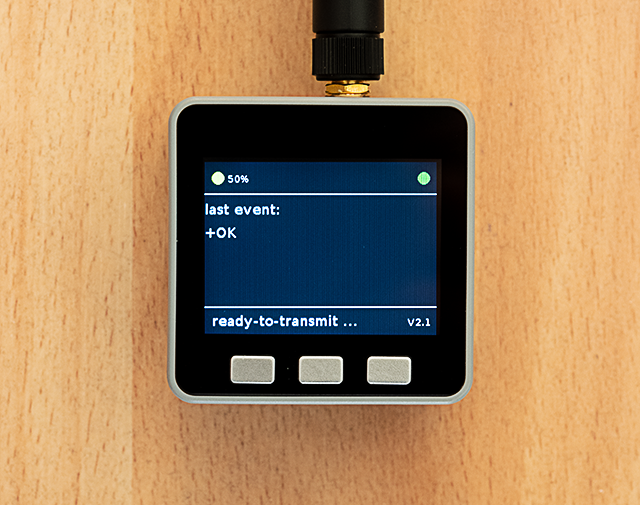 50%
last event:
+OK
ready-to-transmit ...
V2.1